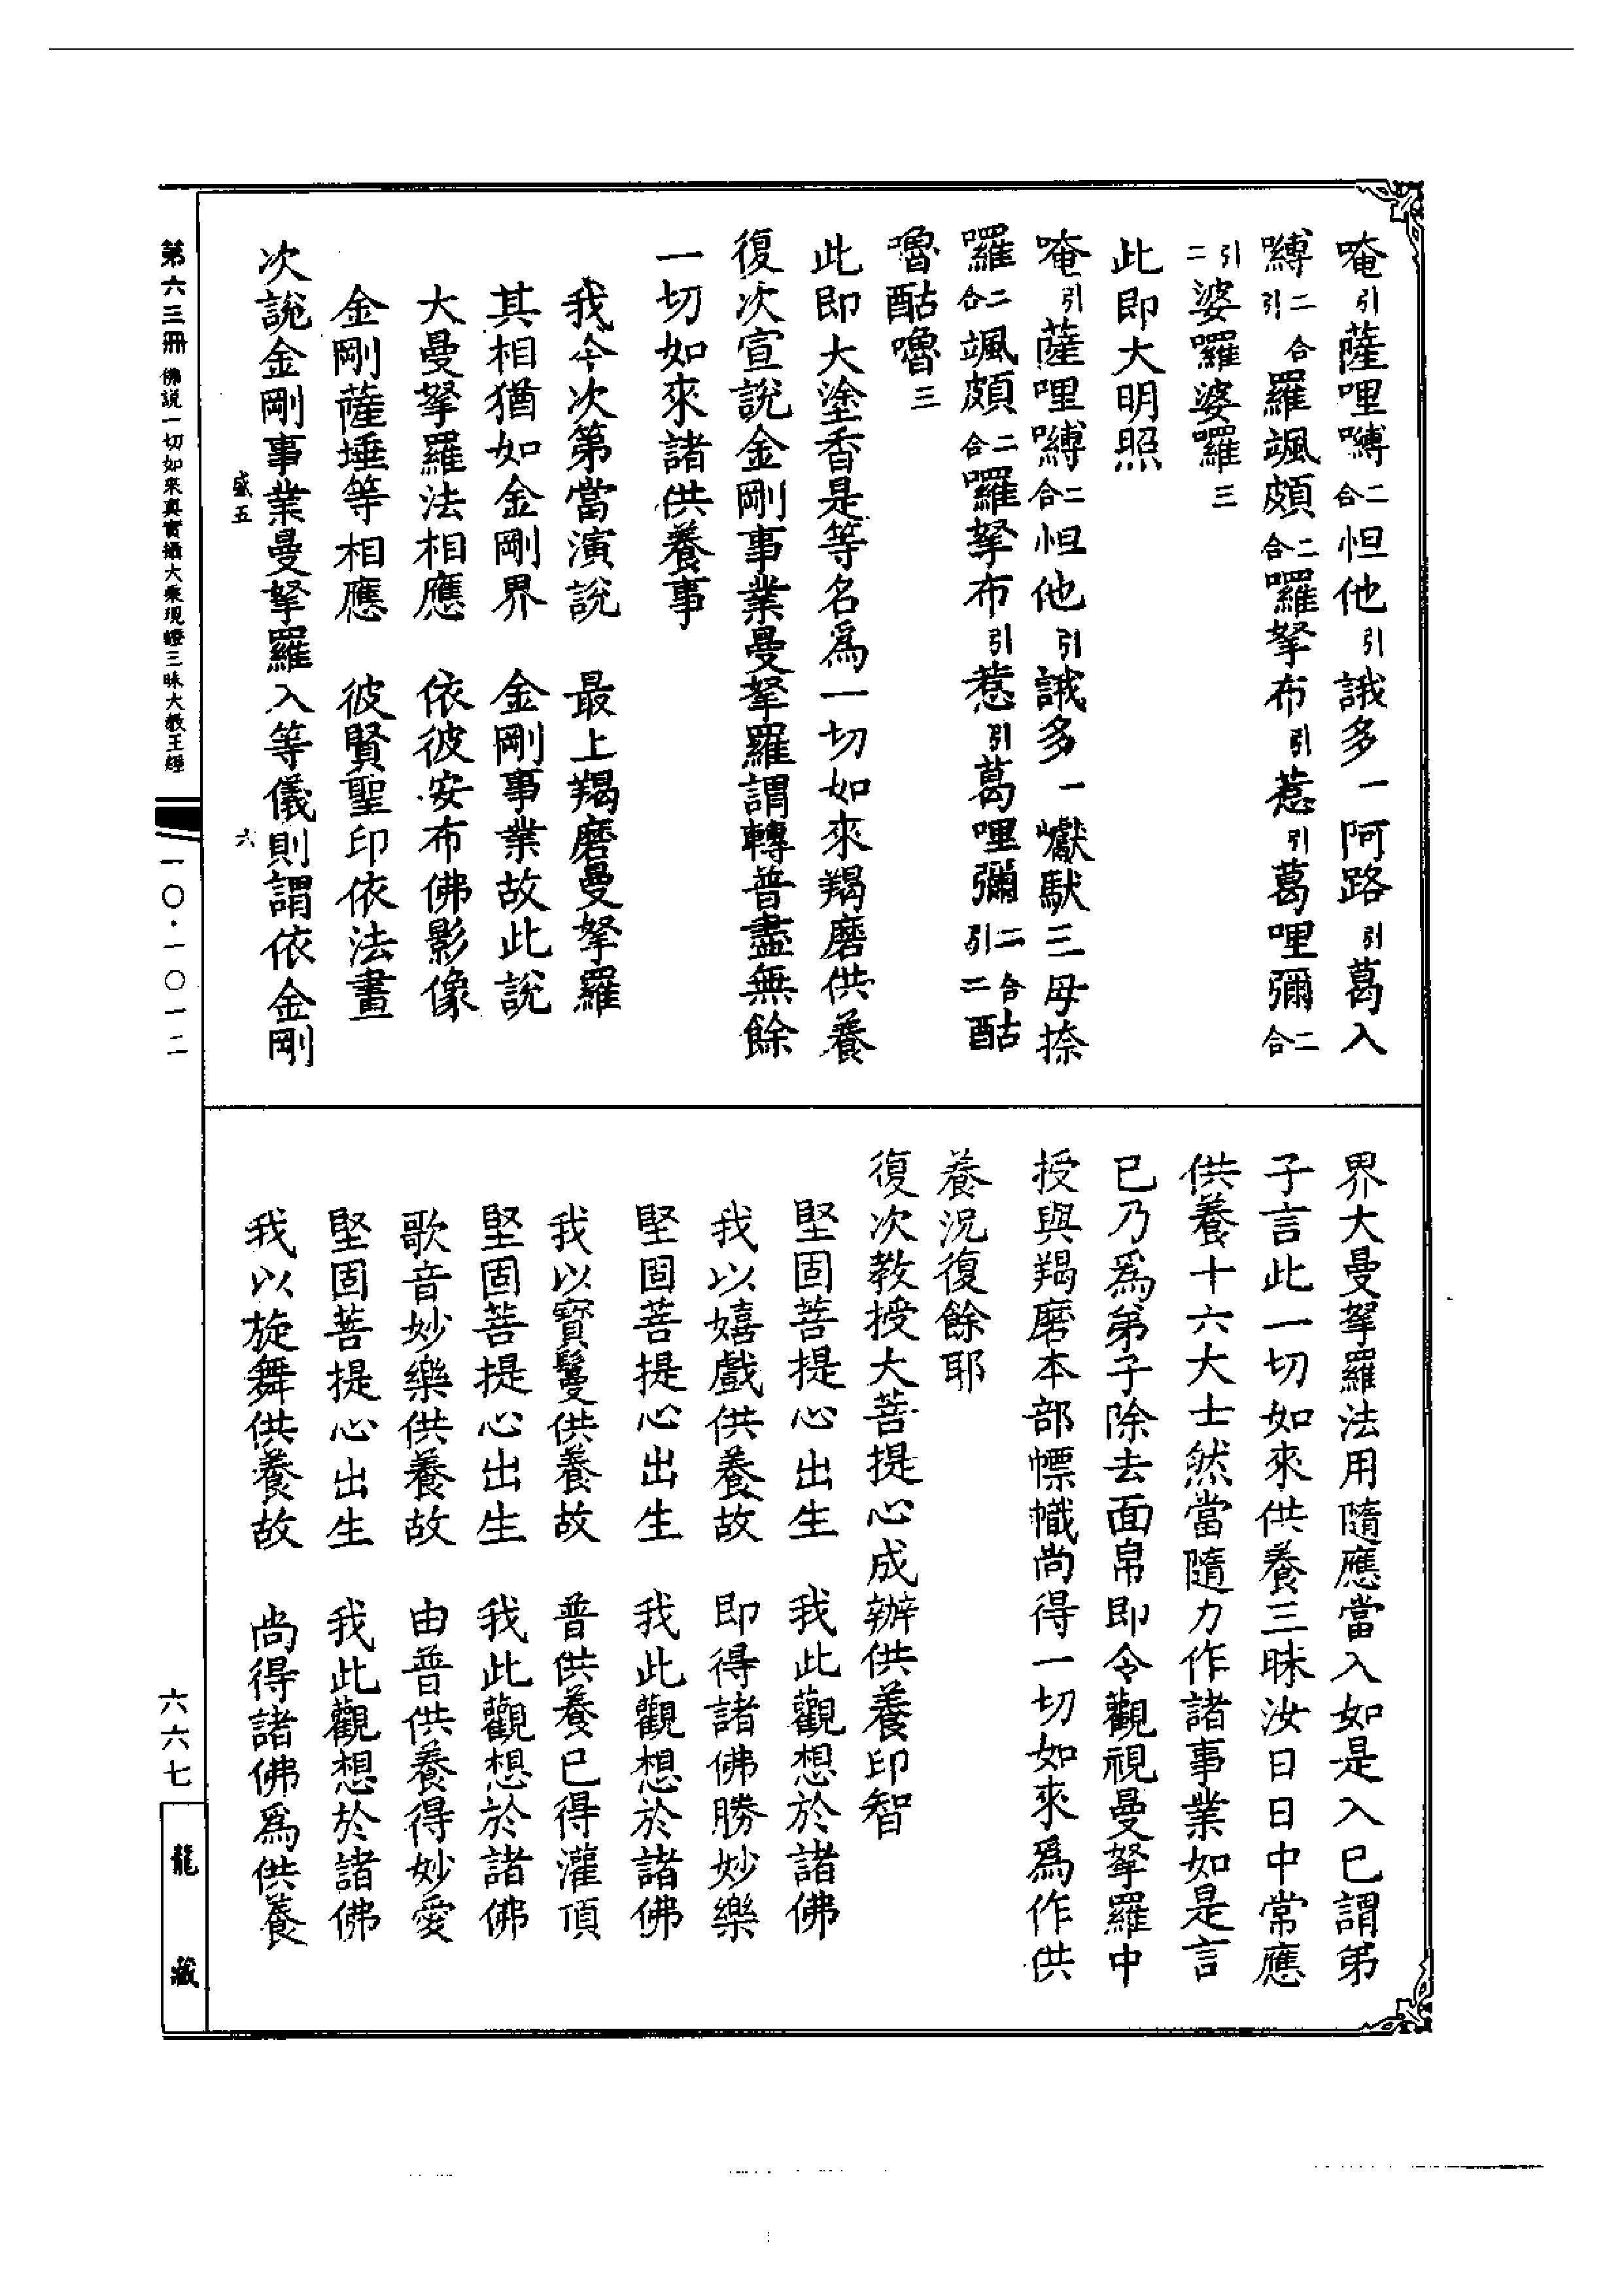 唵引薩哩嚩二合怛他引誐多一阿路引葛入
嚩二合引羅颯頗二合囉拏布引惹引葛哩彌二合
引二婆囉婆囉三
此即大明照
唵引薩哩嚩二合怛他引誐多一巘馱三母捺
羅二合颯頗二合囉拏布引惹引葛哩彌二合引二酤
嚕酤嚕三
此即大塗香是等名為一切如來羯磨供養
復次宣說金剛事業曼拏羅謂轉普盡無餘
一切如來諸供養事
我今次第當演說　最上羯磨曼拏羅
其相猶如金剛界　金剛事業故此說
大曼拏羅法相應　依彼安布佛影像
金剛薩埵等相應　彼賢聖印依法畫
次說金剛事業曼拏羅入等儀則謂依金剛
盛五　六
界大曼拏羅法用隨應當入如是入已謂弟
子言此一切如來供養三昧汝日日中常應
供養十六大士然當隨力作諸事業如是言
已乃為弟子除去面帛即令觀視曼拏羅中
授與羯磨本部幖幟尚得一切如來為作供
養況復餘耶
復次教授大菩提心成辦供養印智
堅固菩提心出生　我此觀想於諸佛
我以嬉戲供養故　即得諸佛勝妙樂
堅固菩提心出生　我此觀想於諸佛
我以寶鬘供養故　普供養已得灌頂
堅固菩提心出生　我此觀想於諸佛
歌音妙樂供養故　由普供養得妙愛
堅固菩提心出生　我此觀想於諸佛
我以旋舞供養故　尚得諸佛為供養
第六三冊　佛說一切如來真實攝大乘現證三昧大教王經　一〇·一〇一二
六六七　龍藏